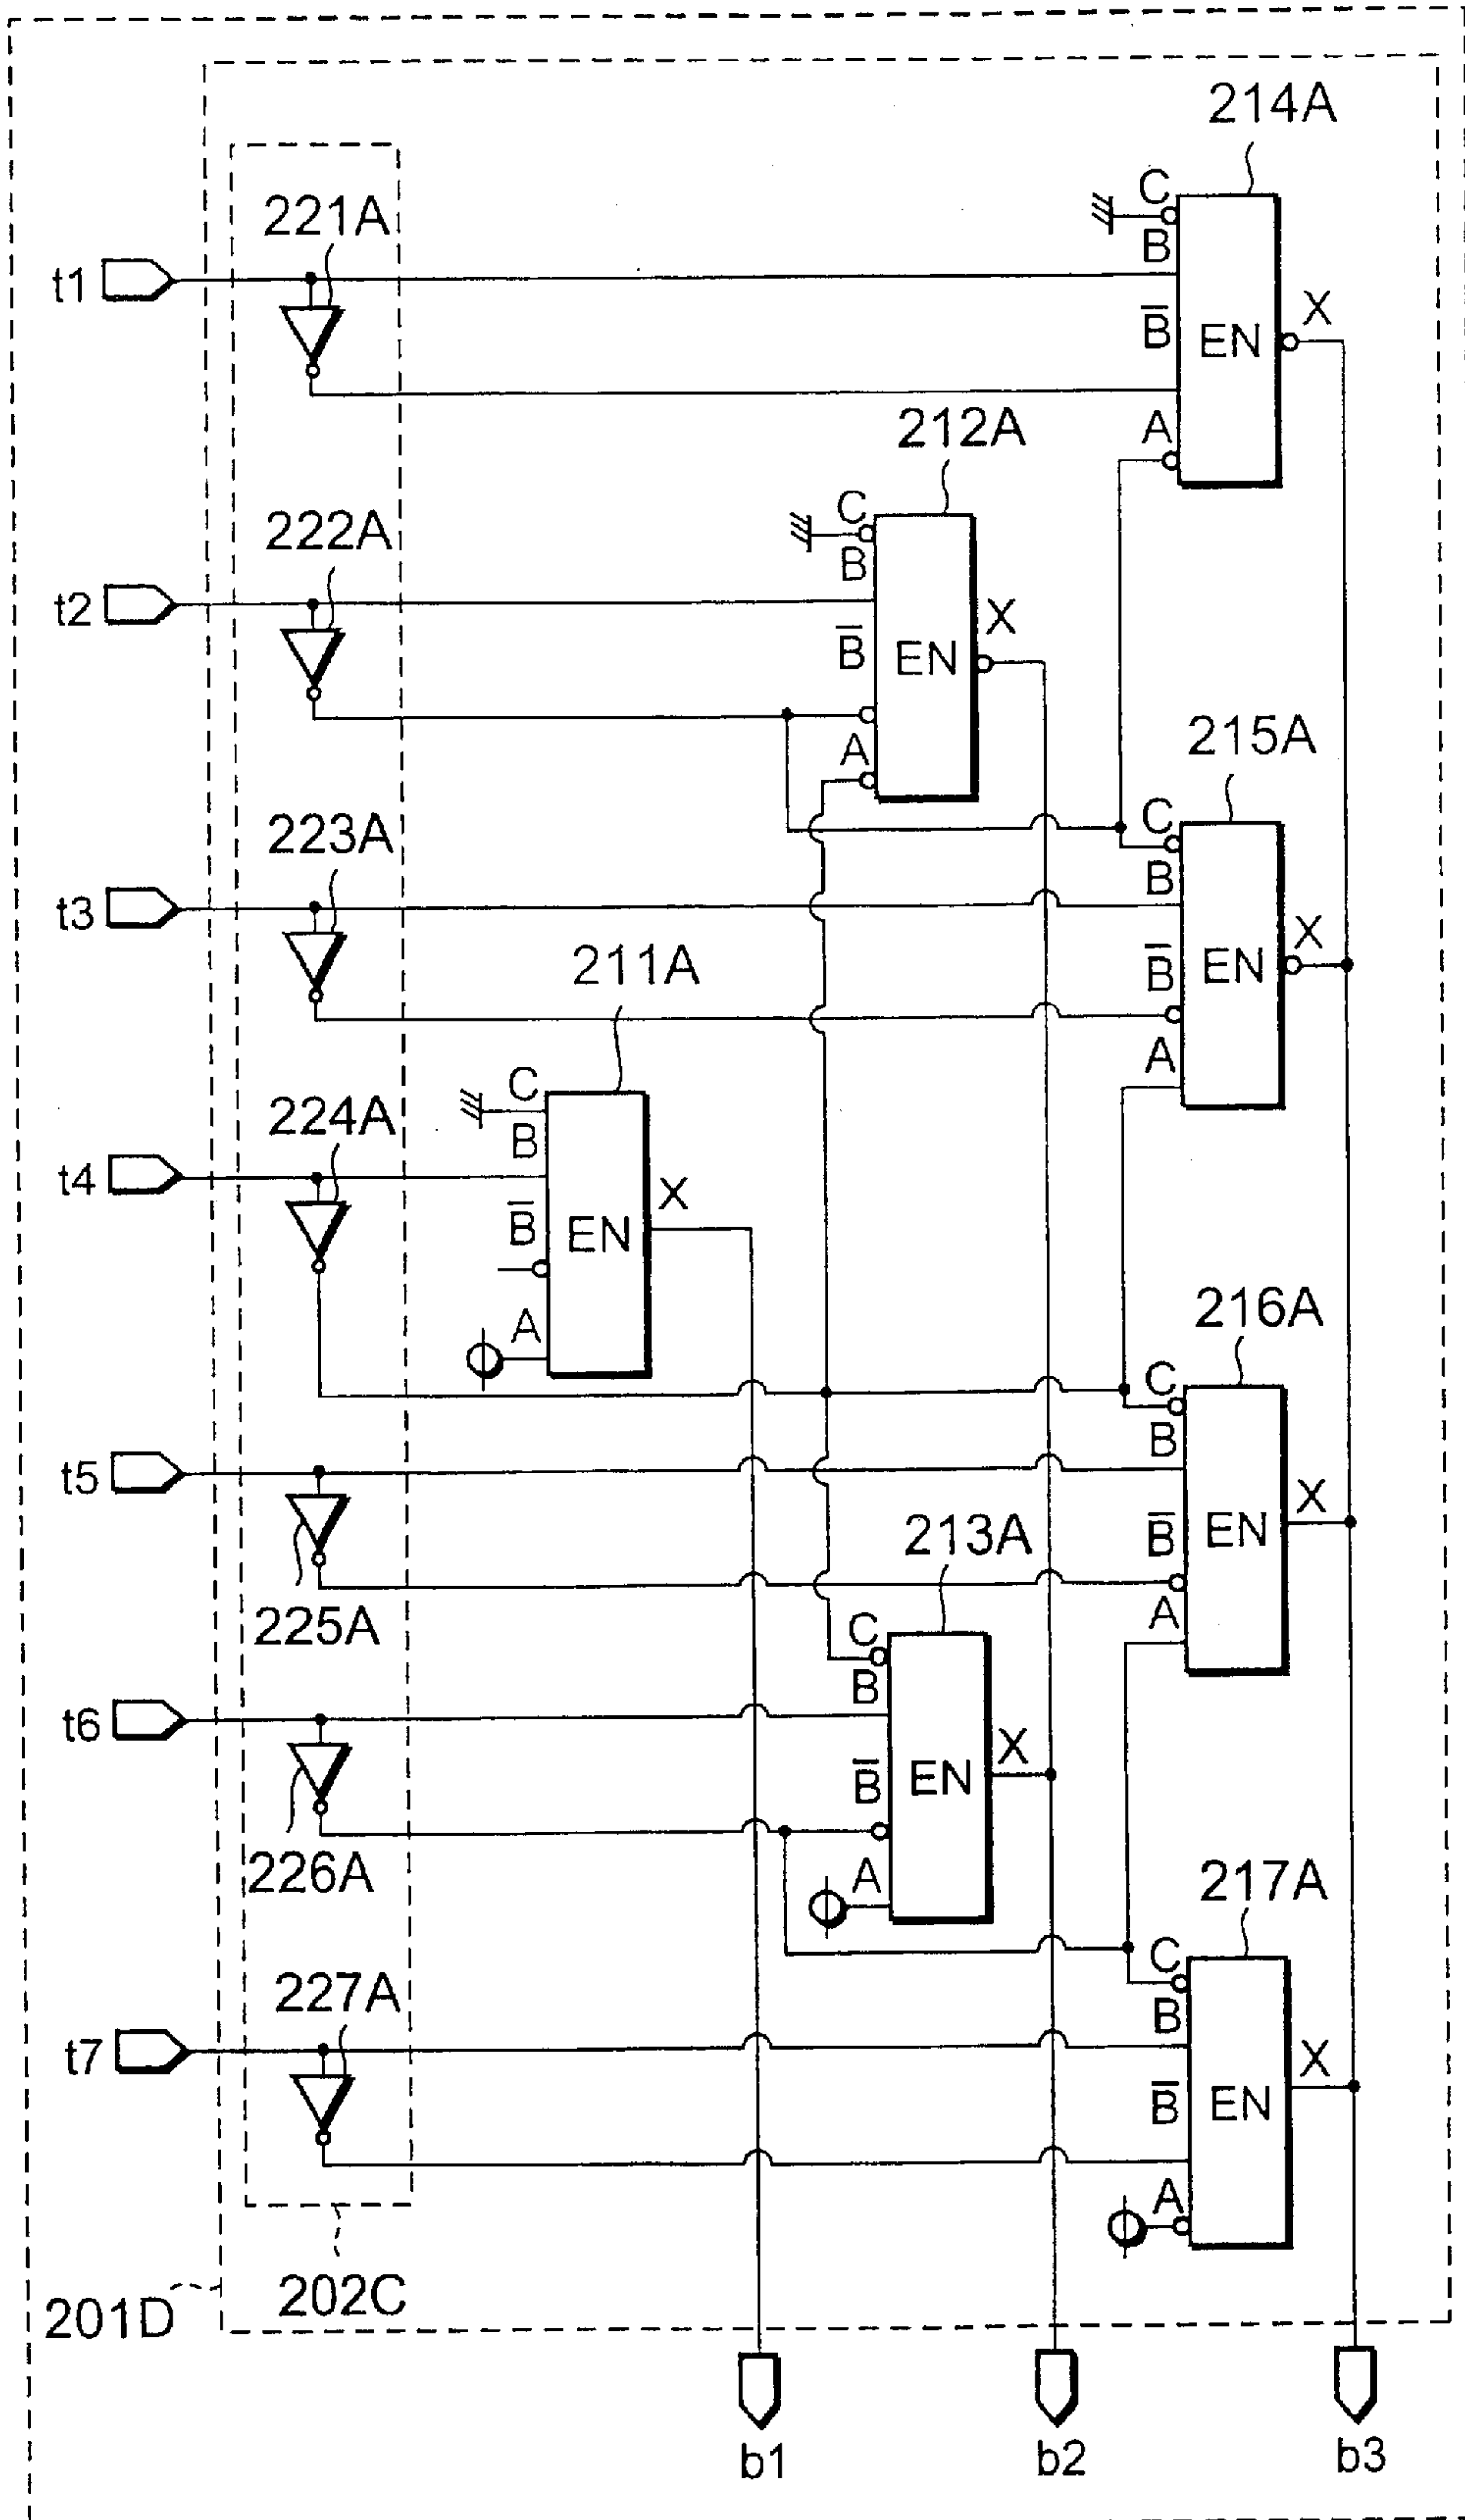 214A
C
221A
B
t1
X
B̅
EN
A
212A
C
222A
B
t2
X
B̅
EN
215A
A
C
223A
B
t3
X
211A
B̅
EN
A
C
224A
B
t4
X
B̅
EN
216A
A
C
B
t5
X
213A
B̅
EN
225A
A
C
B
t6
X
B̅
EN
226A
A
217A
C
227A
B
t7
X
B̅
EN
A
202C
201D
b1
b2
b3